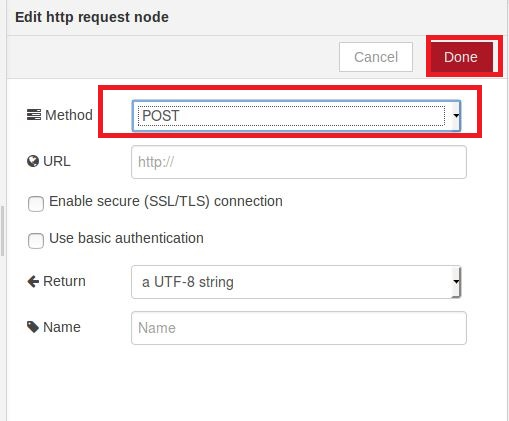 Edit http request node
Cancel Done
Method POST
URL http://
Enable secure (SSL/TLS) connection
Use basic authentication
Return a UTF-8 string
Name Name